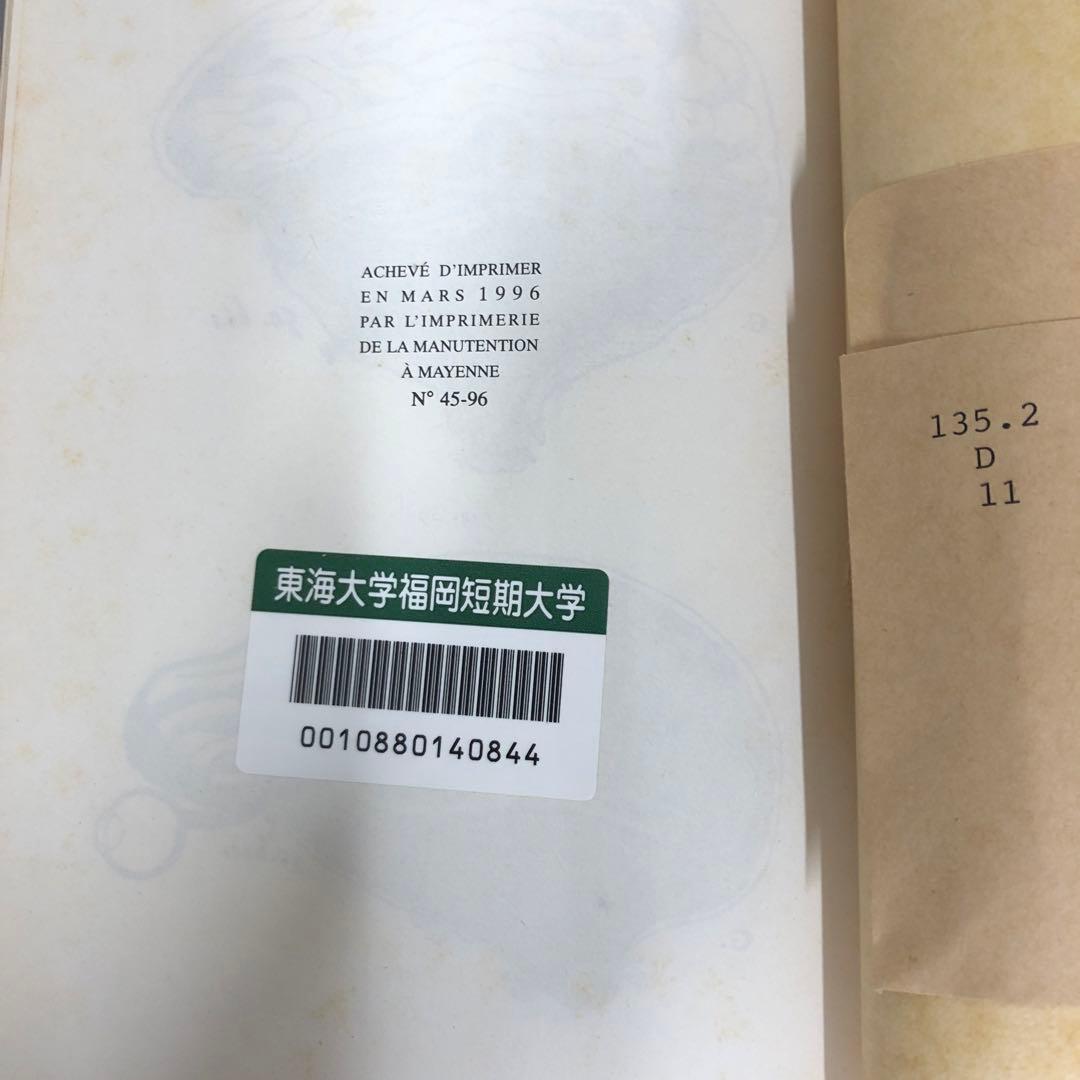 ACHEVÉ D'IMPRIMER
EN MARS 1996
PAR L'IMPRIMERIE
DE LA MANUTENTION
À MAYENNE
N° 45-96
東海大学福岡短期大学
0010880140844
135.2
D
11